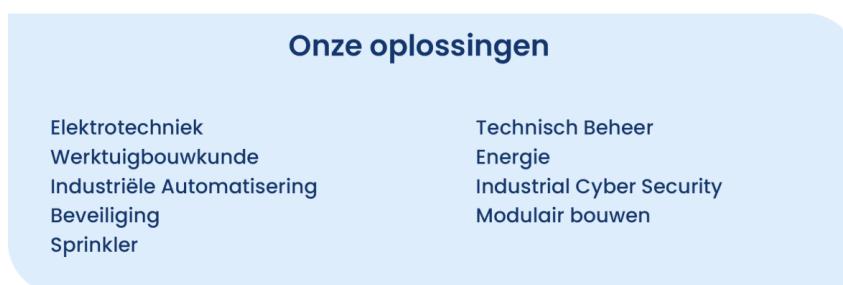 Onze oplossingen
Elektrotechniek
Werktuigbouwkunde
Industriële Automatisering
Beveiliging
Sprinkler
Technisch Beheer
Energie
Industrial Cyber Security
Modulair bouwen